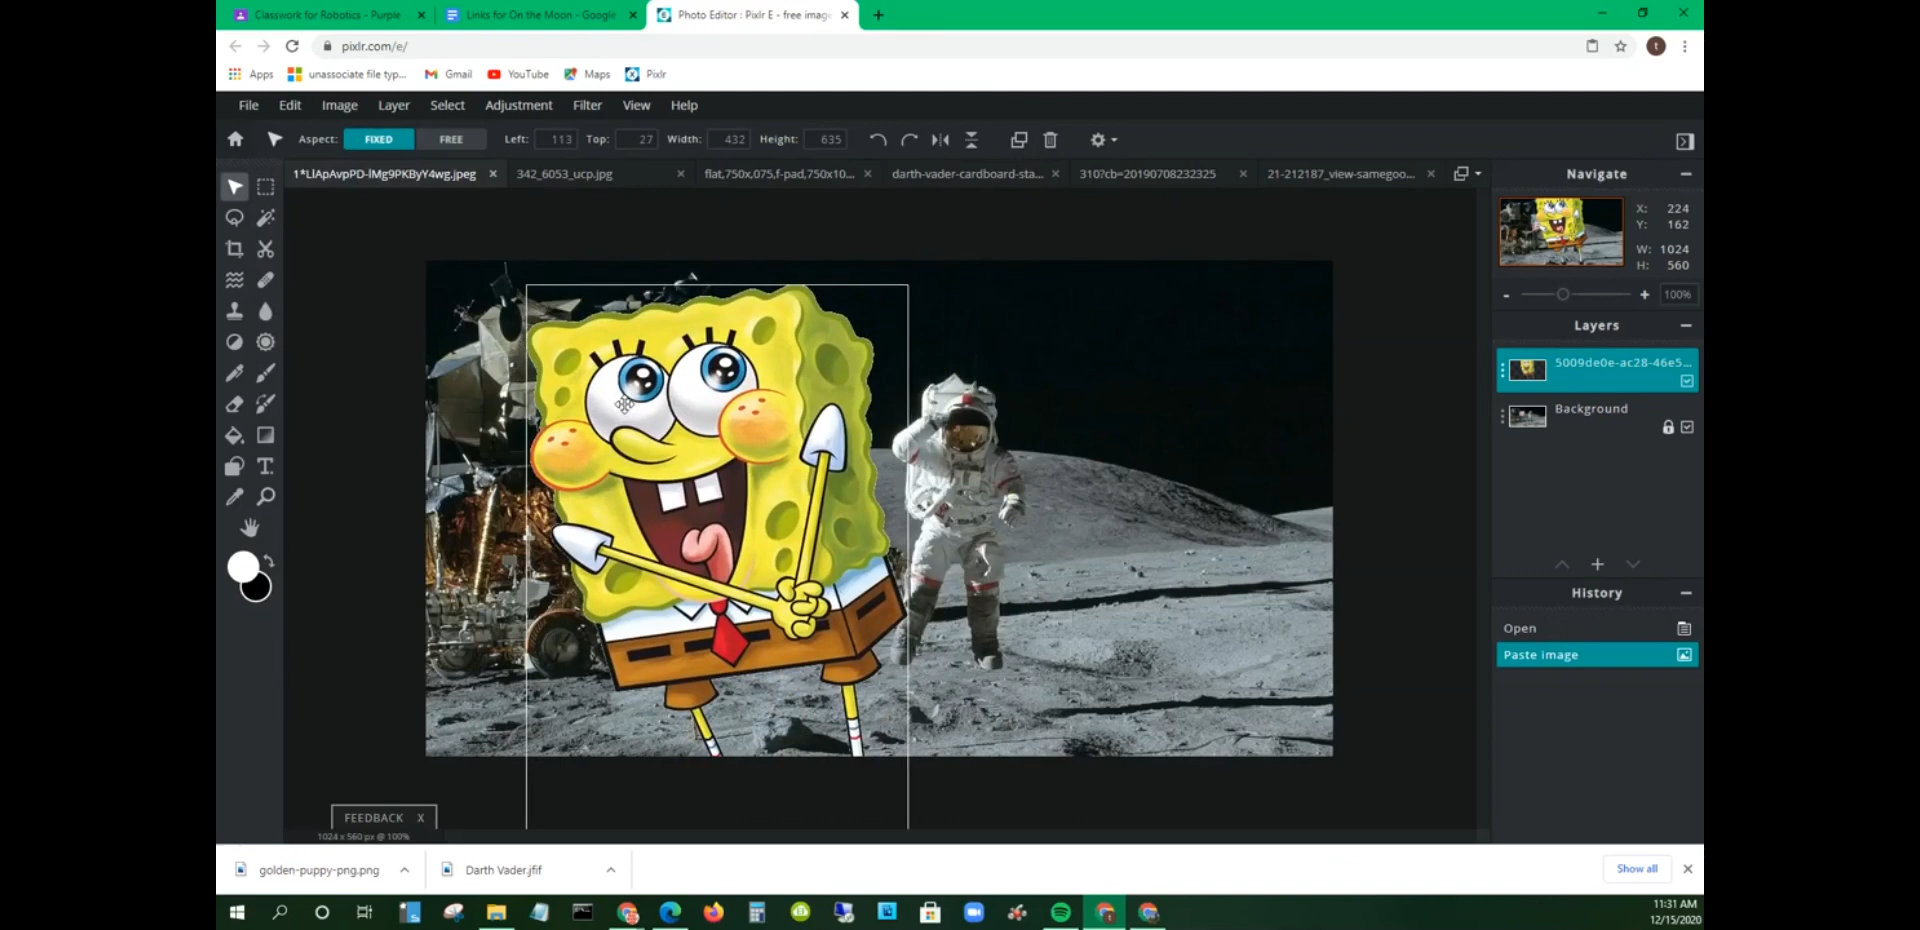 Classwork for Robotics - Purple
Links for On the Moon - Google
Photo Editor : Pixlr E - free imag
pixlr.com/e/
t
Apps
unassociate file typ...
Gmail
YouTube
Maps
Pixlr
File Edit Image Layer Select Adjustment Filter View Help
Aspect: FIXED FREE Left: 113 Top: 27 Width: 432 Height: 635
1*LlApAvpPD-lMg9PKByY4wg.jpeg
342_6053_ucp.jpg
flat,750x,075,f-pad,750x10...
darth-vader-cardboard-sta...
310?cb=20190708232325
21-212187_view-samegoo...
Navigate
X: 224
Y: 162
W: 1024
H: 560
100%
Layers
5009de0e-ac28-46e5...
Background
History
Open
Paste image
FEEDBACK X
1024 x 560 px @ 100%
golden-puppy-png.png
Darth Vader.jfif
Show all
11:31 AM
12/15/2020